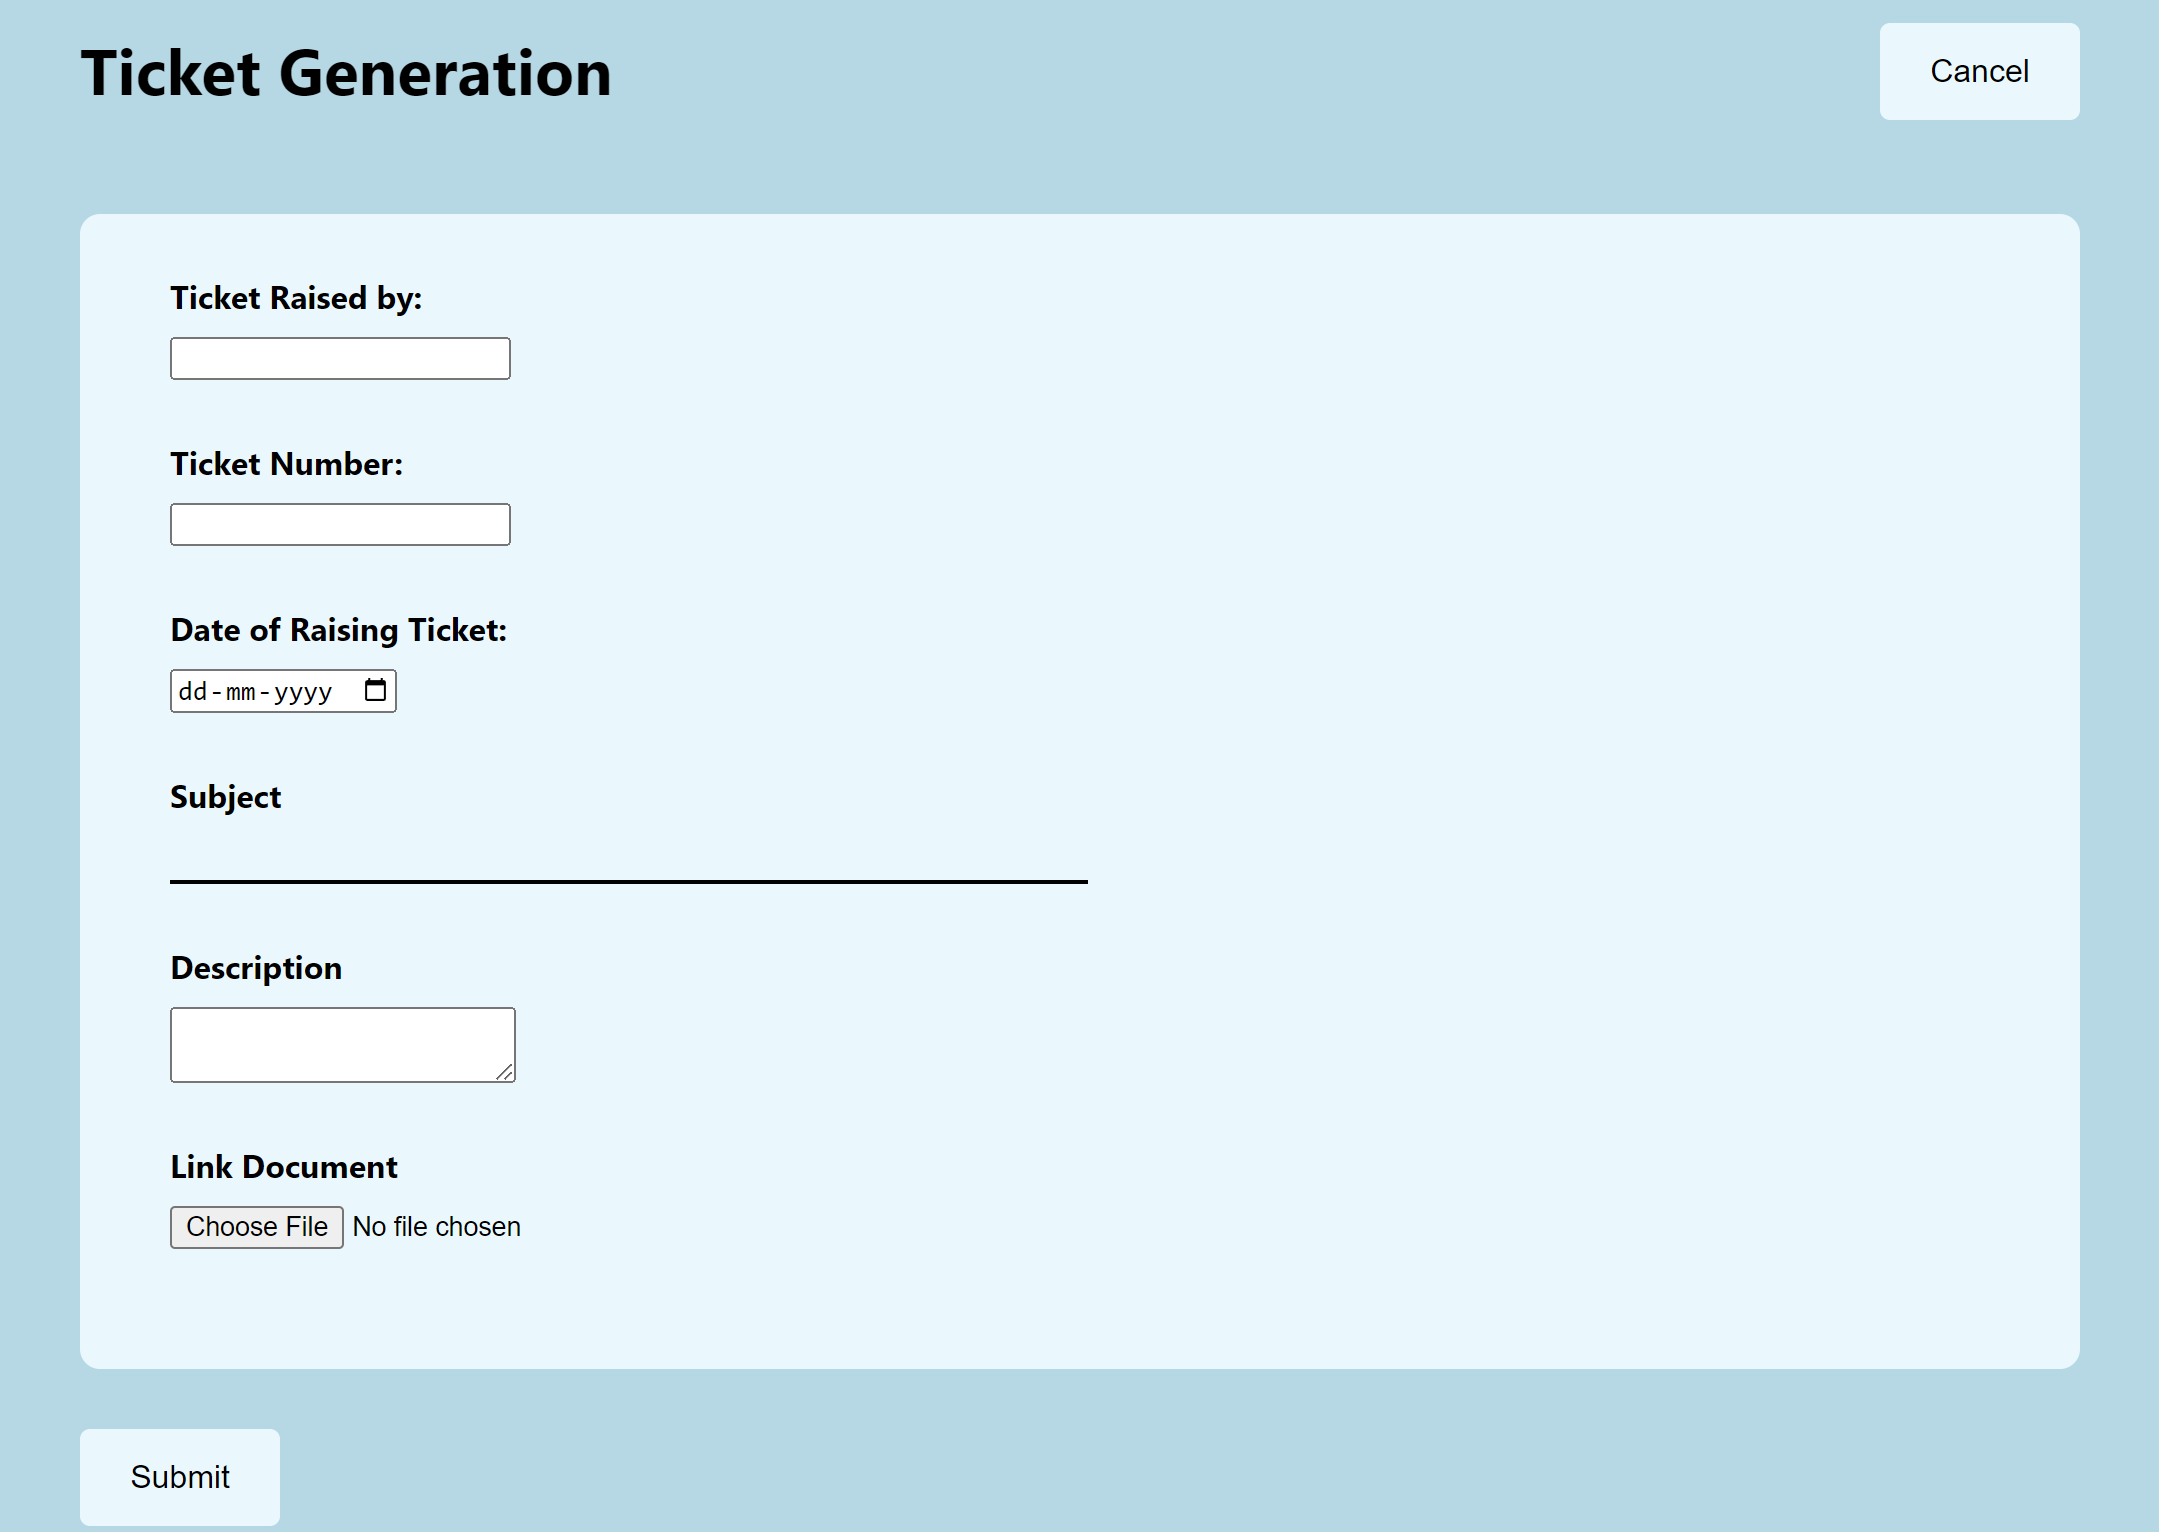 Ticket Generation
Cancel
Ticket Raised by:
Ticket Number:
Date of Raising Ticket:
dd-mm-yyyy
Subject
Description
Link Document
Choose File No file chosen
Submit